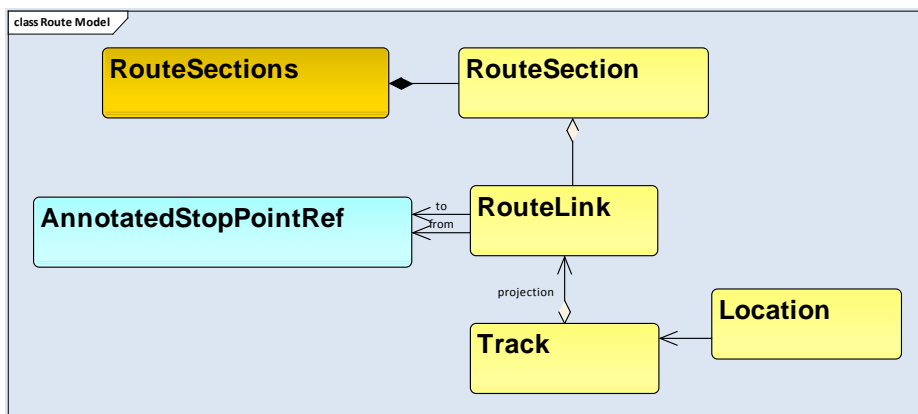 class Route Model
RouteSections
RouteSection
AnnotatedStopPointRef
to
from
RouteLink
projection
Track
Location